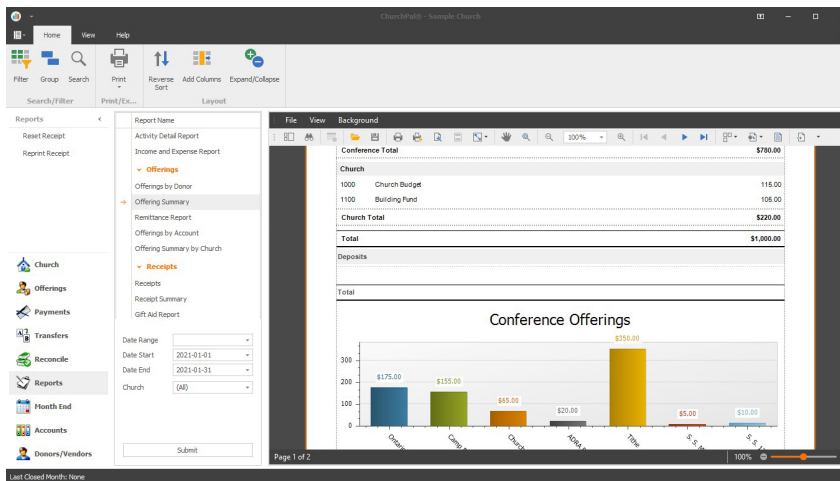 ChurchPal® - Sample Church
Home View Help
Filter Group Search Print Reverse Sort Add Columns Expand/Collapse
Search/Filter Print/Ex... Layout
Reports
Reset Receipt
Reprint Receipt
Church
Offerings
Payments
Transfers
Reconcile
Reports
Month End
Accounts
Donors/Vendors
Report Name
Activity Detail Report
Income and Expense Report
Offerings
Offerings by Donor
Offering Summary
Remittance Report
Offerings by Account
Offering Summary by Church
Receipts
Receipts
Receipt Summary
Gift Aid Report
Date Range
Date Start 2021-01-01
Date End 2021-01-31
Church (All)
Submit
File View Background
100%
Conference Total $780.00
Church
1000 Church Budget 115.00
1100 Building Fund 105.00
Church Total $220.00
Total $1,000.00
Deposits
Total
Conference Offerings
300
200
100
0
$175.00 $155.00 $65.00 $20.00 $350.00 $5.00 $10.00
Camp Church ADRA Tithe S. S. S. S.
Page 1 of 2 100%
Last Closed Month: None